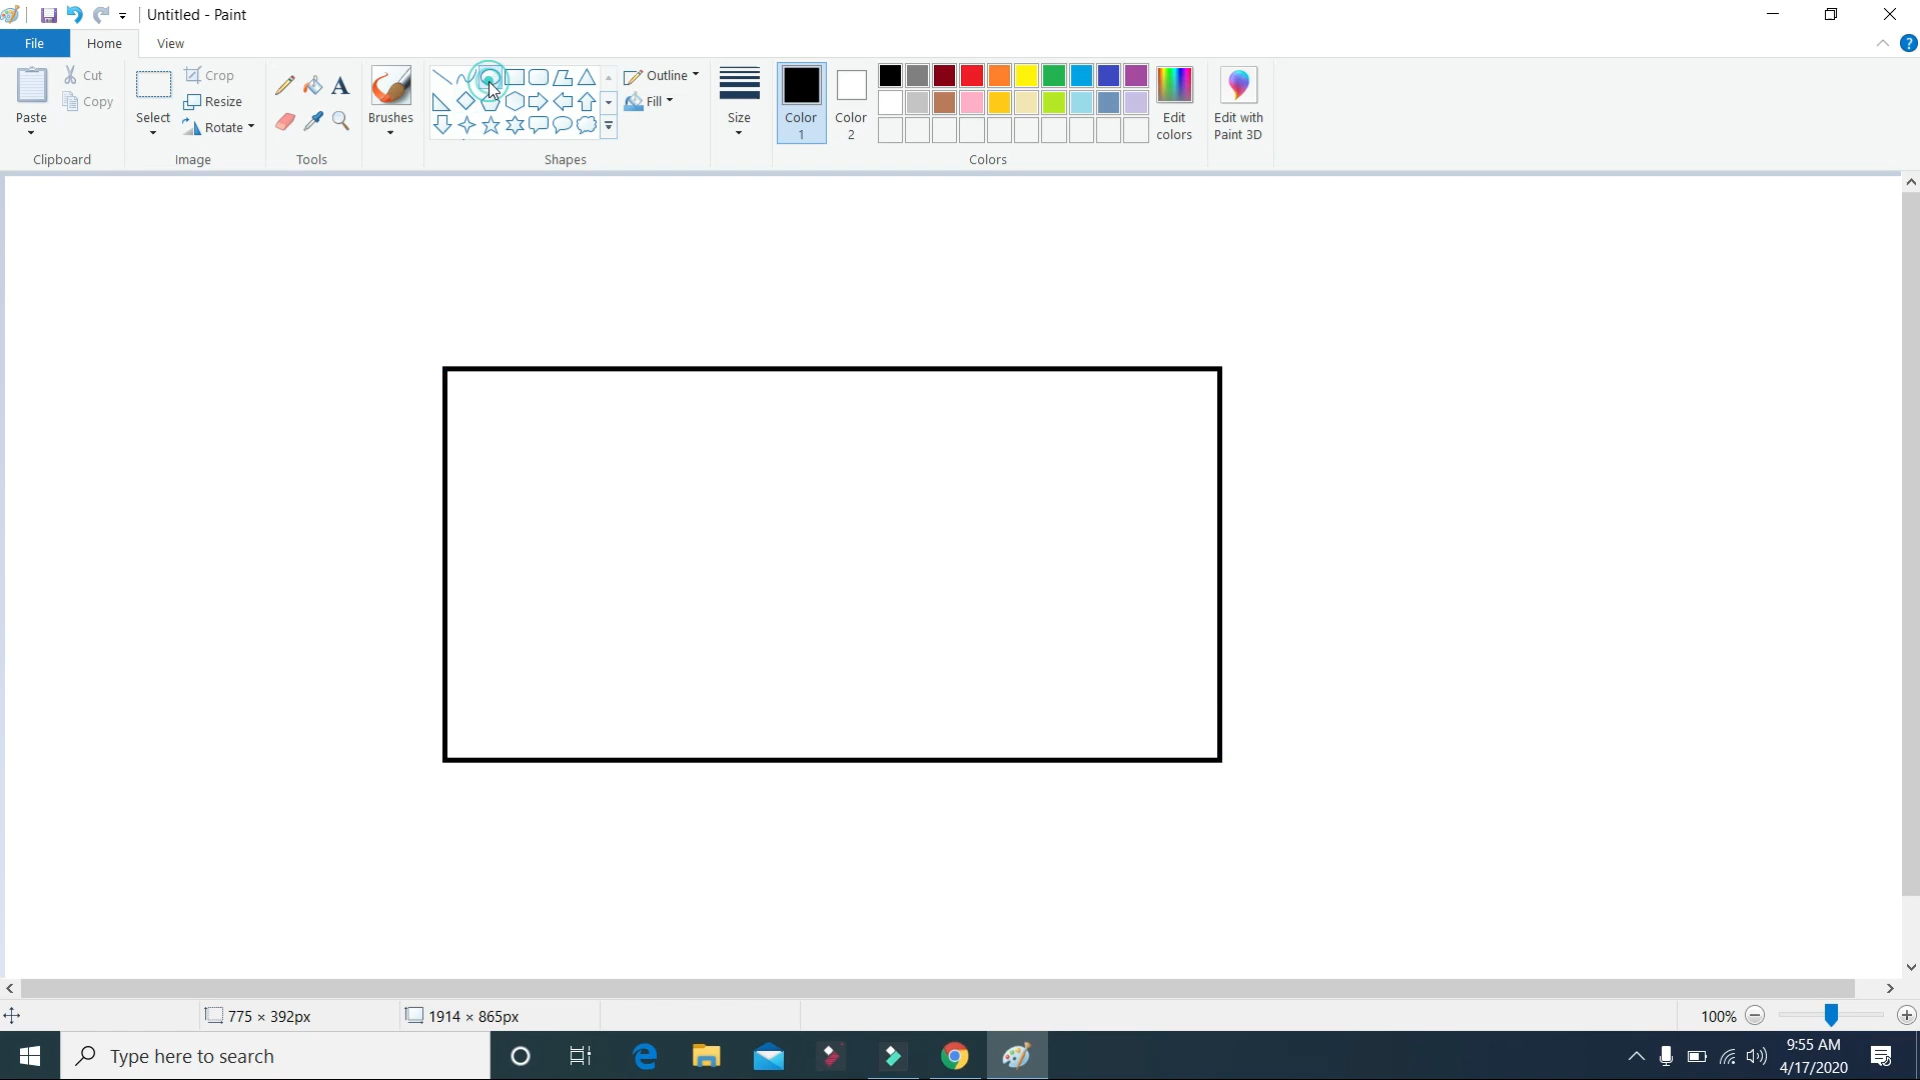 Untitled - Paint
File Home View
Paste
Cut
Copy
Clipboard
Select
Crop
Resize
Rotate
Image
A
Tools
Brushes
Shapes
Outline
Fill
Size
Color 1
Color 2
Edit colors
Colors
Edit with Paint 3D
775 × 392px
1914 × 865px
100%
Type here to search
9:55 AM
4/17/2020